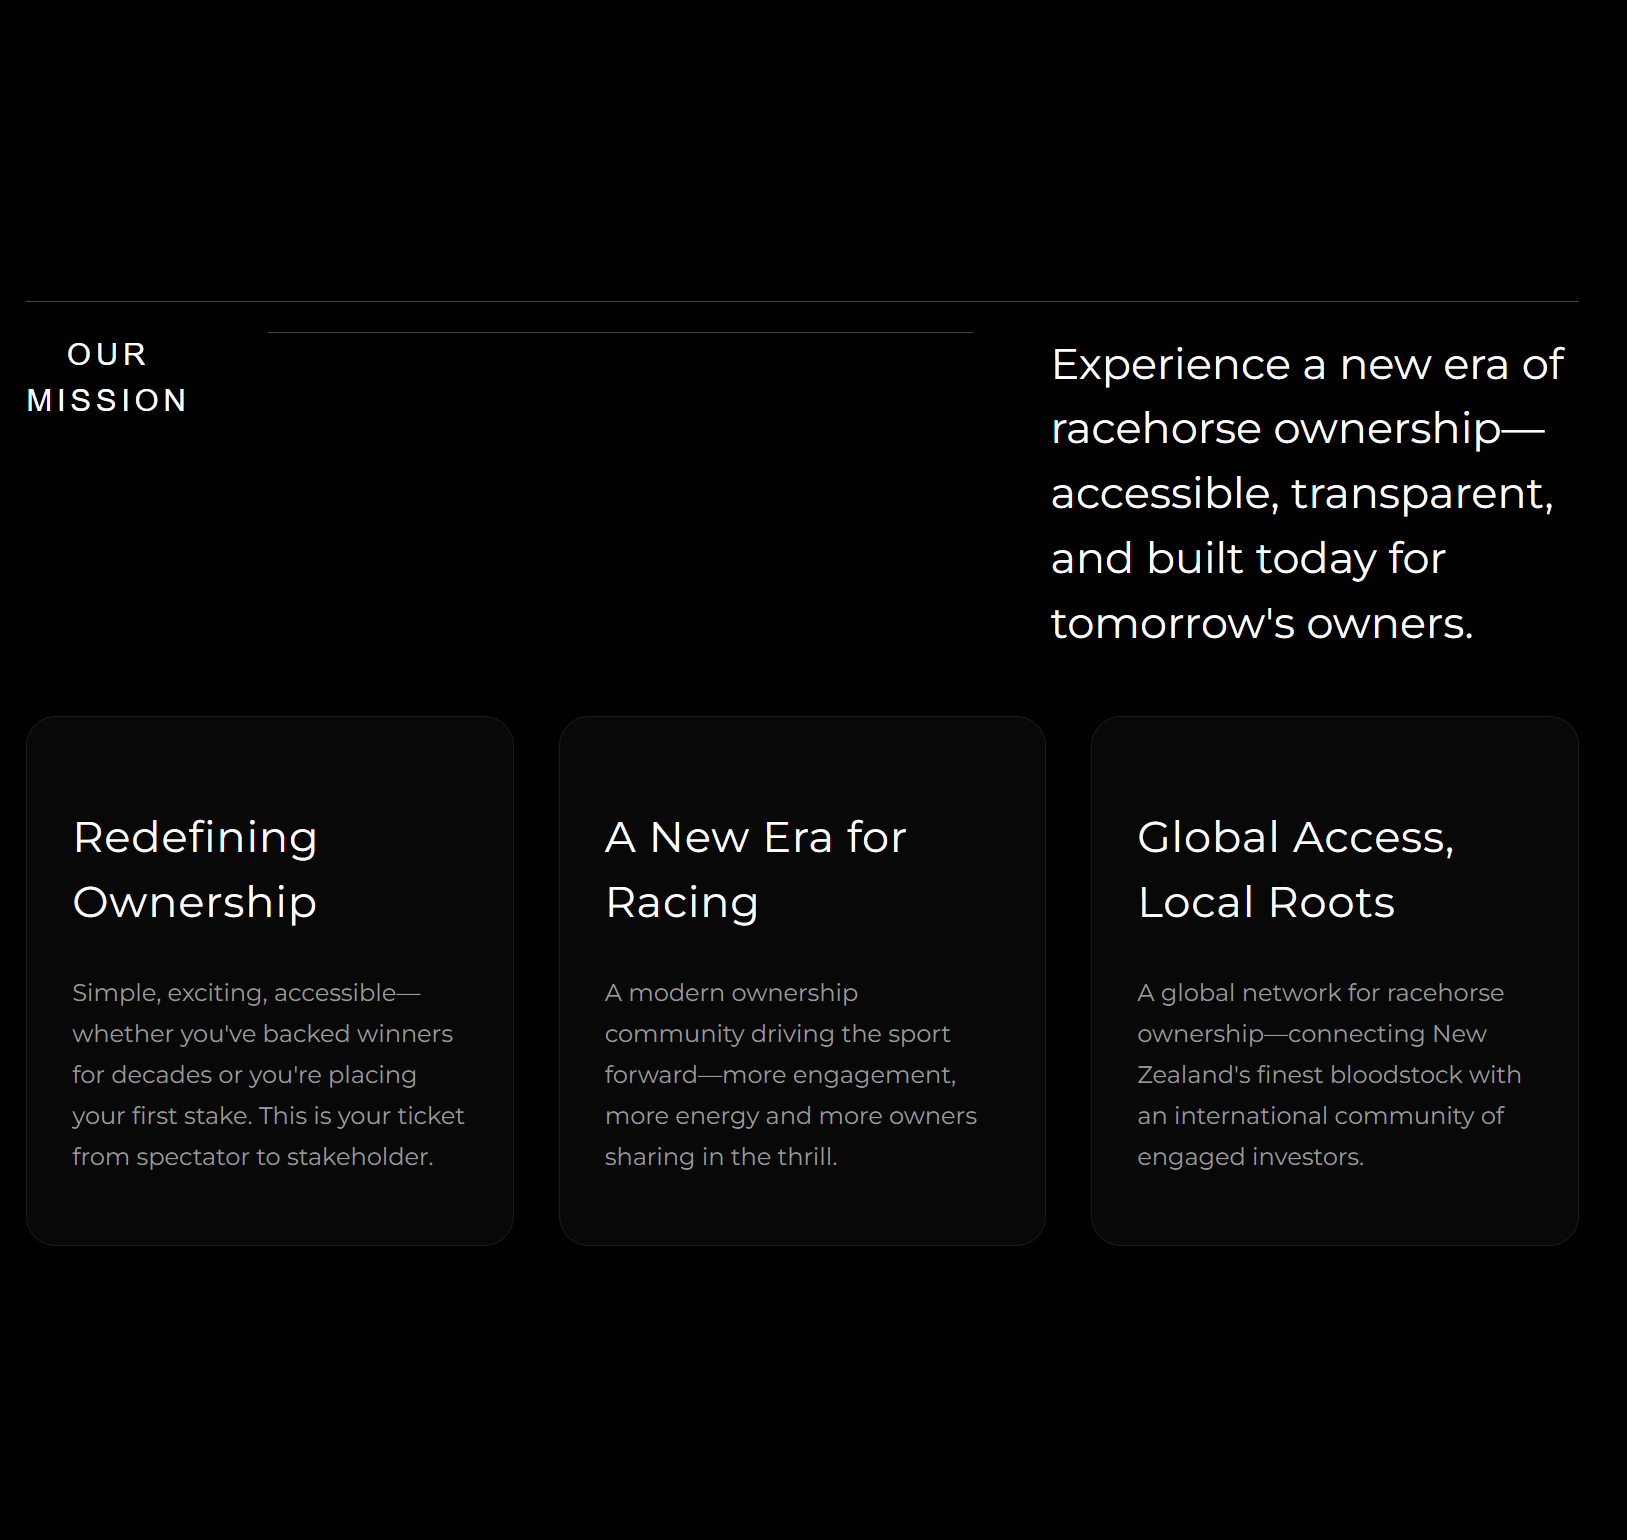 OUR
MISSION
Experience a new era of
racehorse ownership—
accessible, transparent,
and built today for
tomorrow's owners.
Redefining
Ownership
Simple, exciting, accessible—
whether you've backed winners
for decades or you're placing
your first stake. This is your ticket
from spectator to stakeholder.
A New Era for
Racing
A modern ownership
community driving the sport
forward—more engagement,
more energy and more owners
sharing in the thrill.
Global Access,
Local Roots
A global network for racehorse
ownership—connecting New
Zealand's finest bloodstock with
an international community of
engaged investors.